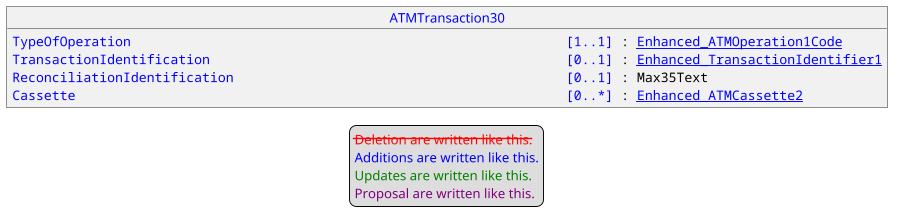 ATMTransaction30
TypeOfOperation [1..1] : Enhanced_ATMOperation1Code
TransactionIdentification [0..1] : Enhanced_TransactionIdentifier1
ReconciliationIdentification [0..1] : Max35Text
Cassette [0..*] : Enhanced_ATMCassette2
Deletion are written like this.
Additions are written like this.
Updates are written like this.
Proposal are written like this.